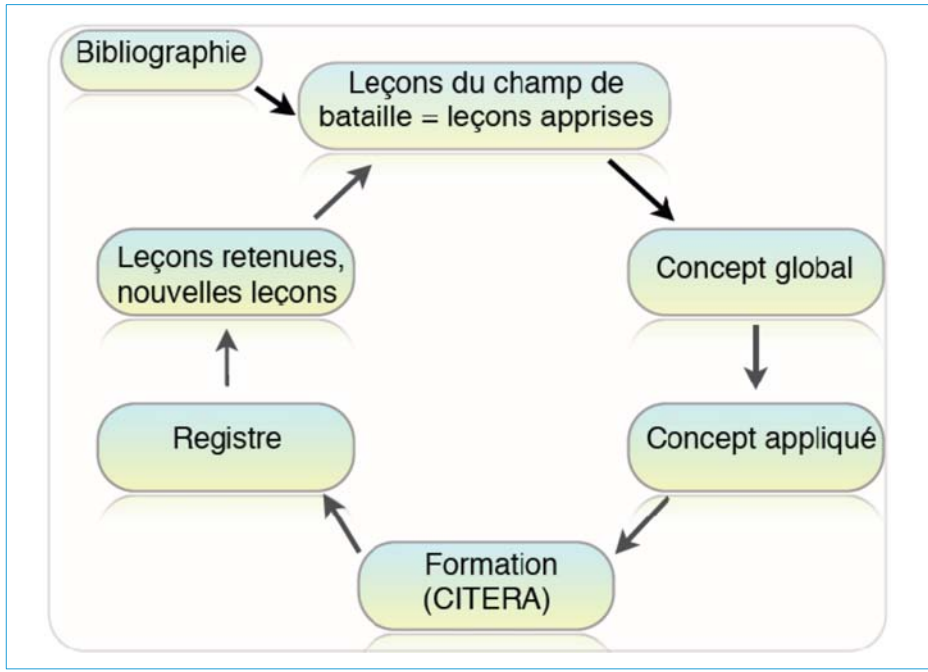 Bibliographie
Leçons du champ de
bataille = leçons apprises
Leçons retenues,
nouvelles leçons
Concept global
Registre
Concept appliqué
Formation
(CITERA)